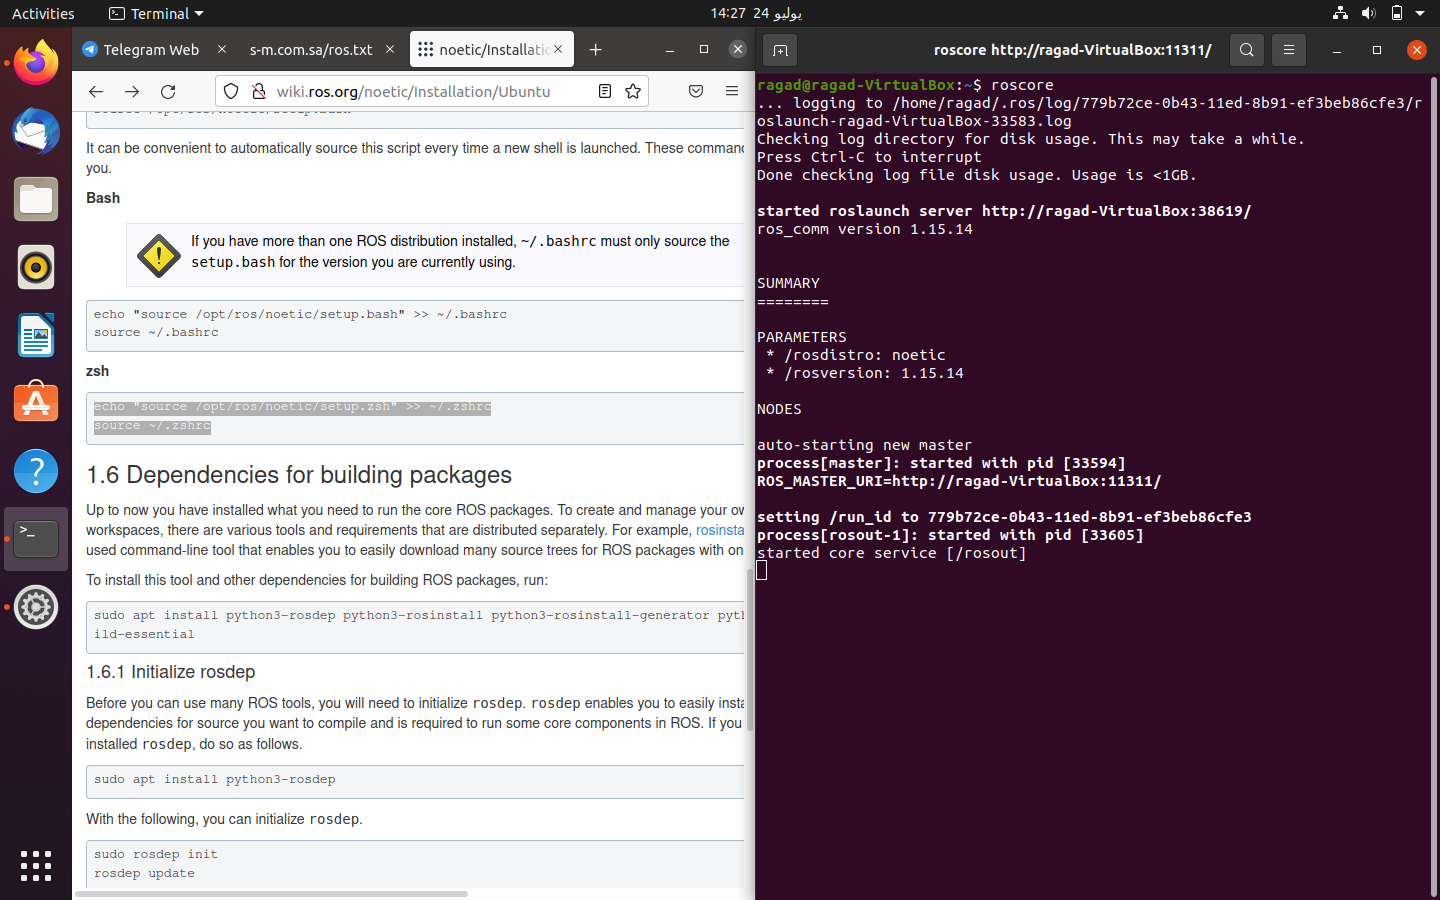 Activities
Terminal
14:27 24 يوليو
Telegram Web
s-m.com.sa/ros.txt
noetic/Installatio
wiki.ros.org/noetic/Installation/Ubuntu
It can be convenient to automatically source this script every time a new shell is launched. These command
you.
Bash
If you have more than one ROS distribution installed, ~/.bashrc must only source the
setup.bash for the version you are currently using.
echo "source /opt/ros/noetic/setup.bash" >> ~/.bashrc
source ~/.bashrc
zsh
echo "source /opt/ros/noetic/setup.zsh" >> ~/.zshrc
source ~/.zshrc
1.6 Dependencies for building packages
Up to now you have installed what you need to run the core ROS packages. To create and manage your ow
workspaces, there are various tools and requirements that are distributed separately. For example, rosinsta
used command-line tool that enables you to easily download many source trees for ROS packages with on
To install this tool and other dependencies for building ROS packages, run:
sudo apt install python3-rosdep python3-rosinstall python3-rosinstall-generator pyth
ild-essential
1.6.1 Initialize rosdep
Before you can use many ROS tools, you will need to initialize rosdep. rosdep enables you to easily insta
dependencies for source you want to compile and is required to run some core components in ROS. If you
installed rosdep, do so as follows.
sudo apt install python3-rosdep
With the following, you can initialize rosdep.
sudo rosdep init
rosdep update
roscore http://ragad-VirtualBox:11311/
ragad@ragad-VirtualBox:~$ roscore
... logging to /home/ragad/.ros/log/779b72ce-0b43-11ed-8b91-ef3beb86cfe3/r
oslaunch-ragad-VirtualBox-33583.log
Checking log directory for disk usage. This may take a while.
Press Ctrl-C to interrupt
Done checking log file disk usage. Usage is <1GB.
started roslaunch server http://ragad-VirtualBox:38619/
ros_comm version 1.15.14
SUMMARY
========
PARAMETERS
* /rosdistro: noetic
* /rosversion: 1.15.14
NODES
auto-starting new master
process[master]: started with pid [33594]
ROS_MASTER_URI=http://ragad-VirtualBox:11311/
setting /run_id to 779b72ce-0b43-11ed-8b91-ef3beb86cfe3
process[rosout-1]: started with pid [33605]
started core service [/rosout]